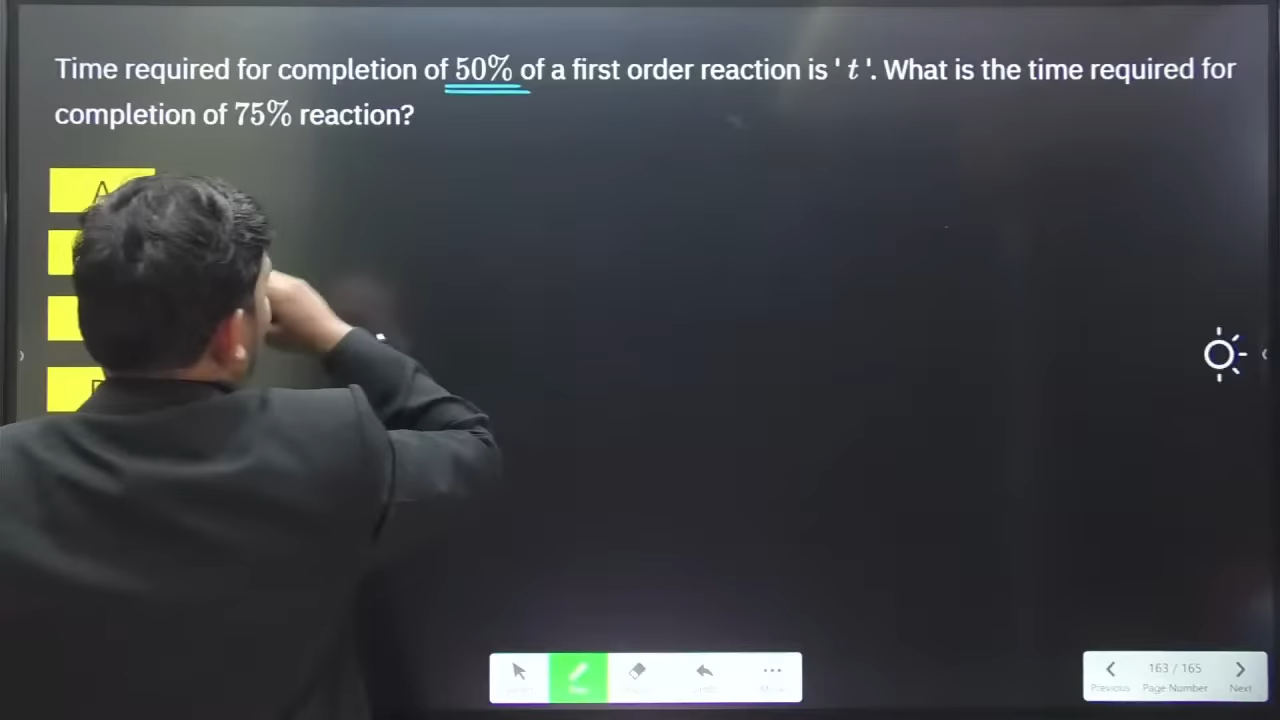 Time required for completion of 50% of a first order reaction is ' t '. What is the time required for
completion of 75% reaction?
A
163 / 165
Previous Page Number Next